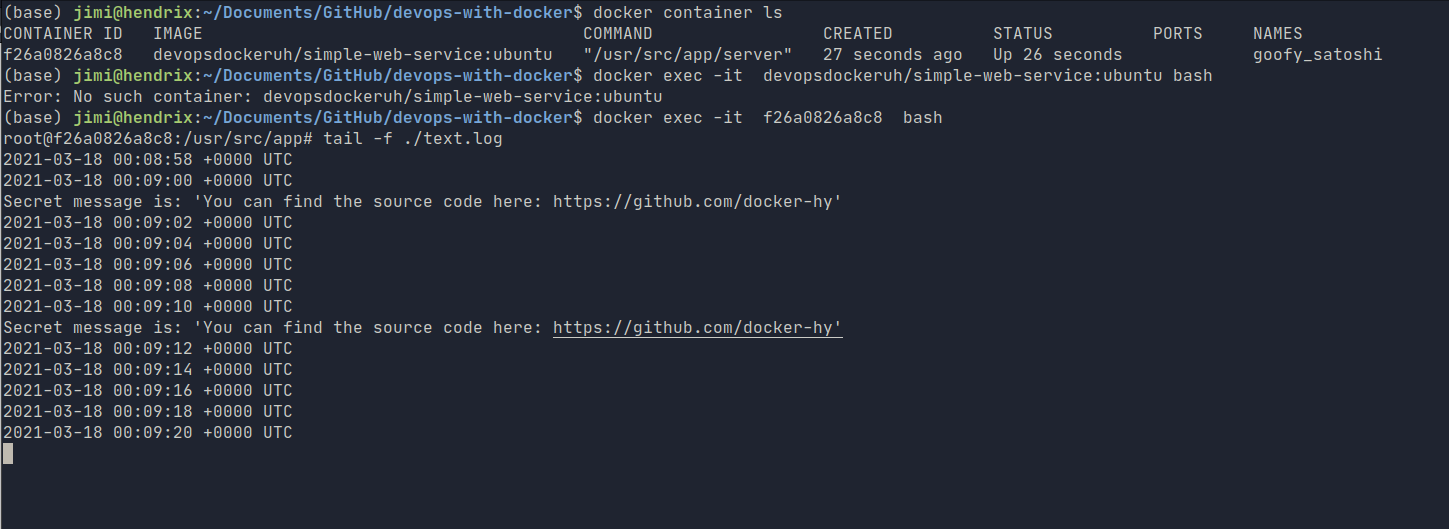 (base) jimi@hendrix:~/Documents/GitHub/devops-with-docker$ docker container ls
CONTAINER ID   IMAGE                                      COMMAND                 CREATED          STATUS          PORTS     NAMES
f26a0826a8c8   devopsdockeruh/simple-web-service:ubuntu   "/usr/src/app/server"   27 seconds ago   Up 26 seconds             goofy_satoshi
(base) jimi@hendrix:~/Documents/GitHub/devops-with-docker$ docker exec -it  devopsdockeruh/simple-web-service:ubuntu bash
Error: No such container: devopsdockeruh/simple-web-service:ubuntu
(base) jimi@hendrix:~/Documents/GitHub/devops-with-docker$ docker exec -it  f26a0826a8c8  bash
root@f26a0826a8c8:/usr/src/app# tail -f ./text.log
2021-03-18 00:08:58 +0000 UTC
2021-03-18 00:09:00 +0000 UTC
Secret message is: 'You can find the source code here: https://github.com/docker-hy'
2021-03-18 00:09:02 +0000 UTC
2021-03-18 00:09:04 +0000 UTC
2021-03-18 00:09:06 +0000 UTC
2021-03-18 00:09:08 +0000 UTC
2021-03-18 00:09:10 +0000 UTC
Secret message is: 'You can find the source code here: https://github.com/docker-hy'
2021-03-18 00:09:12 +0000 UTC
2021-03-18 00:09:14 +0000 UTC
2021-03-18 00:09:16 +0000 UTC
2021-03-18 00:09:18 +0000 UTC
2021-03-18 00:09:20 +0000 UTC